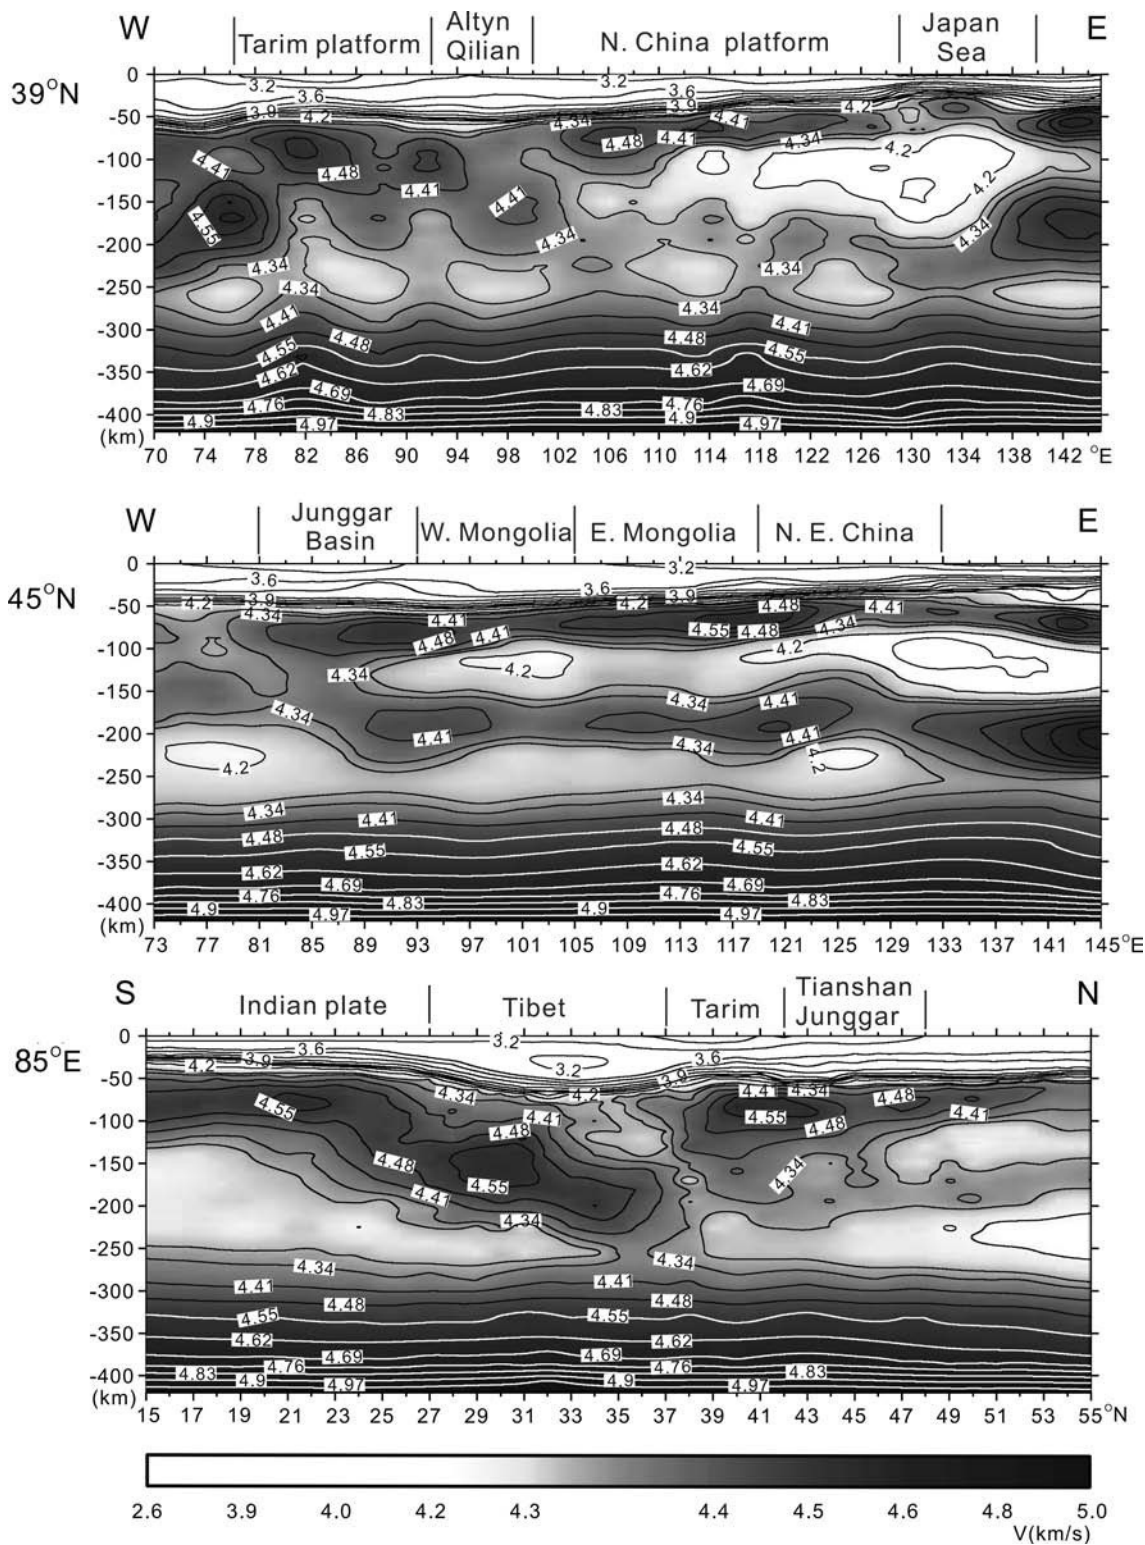 W Altyn Japan E
Tarim platform Qilian N. China platform Sea
39°N
0 3.2 3.6 3.9 4.2 3.2 3.6 3.9 4.2
-50 4.34 4.41 4.41 4.48 4.34
-100 4.41 4.48 4.2
-150 4.41 4.41 4.2
-200 4.55 4.34 4.34
-250 4.34 4.34 4.34 4.34
-300 4.41 4.48 4.48 4.41
-350 4.55 4.62 4.62 4.55
4.69 4.69
-400 4.76 4.83 4.83 4.76
(km) 4.9 4.97 4.9 4.97
70 74 78 82 86 90 94 98 102 106 110 114 118 122 126 130 134 138 142 °E
W Junggar E
Basin W. Mongolia E. Mongolia N. E. China
45°N
0 3.6 3.9 3.2 3.6 3.9
-50 4.2 4.34 4.41 4.41 4.2 4.48 4.41
4.48 4.55 4.48 4.34
-100 4.2 4.2
4.34
-150 4.34 4.41
-200 4.34 4.41 4.34 4.41
-250 4.2 4.2
-300 4.34 4.41 4.34 4.41
4.48 4.48
-350 4.55 4.55
4.62 4.62
4.69 4.69
-400 4.76 4.83 4.76 4.83
(km) 4.9 4.97 4.9 4.97
73 77 81 85 89 93 97 101 105 109 113 117 121 125 129 133 137 141 145°E
S Tianshan N
Indian plate Tibet Tarim Junggar
85°E
0 3.6 3.2 3.6
3.9 4.2 3.2 3.9
-50 4.34 4.2 4.41 4.34
-100 4.55 4.41 4.55 4.48 4.41
4.48 4.48
-150 4.48 4.55 4.34
-200 4.41 4.34
-250 4.34 4.34
-300 4.41 4.48 4.41 4.48
-350 4.55 4.62 4.55 4.62
4.69 4.69
-400 4.83 4.76 4.76 4.83
(km) 4.9 4.97 4.9 4.97
15 17 19 21 23 25 27 29 31 33 35 37 39 41 43 45 47 49 51 53 55°N
2.6 3.9 4.0 4.2 4.3 4.4 4.6 4.8 5.0
V(km/s)